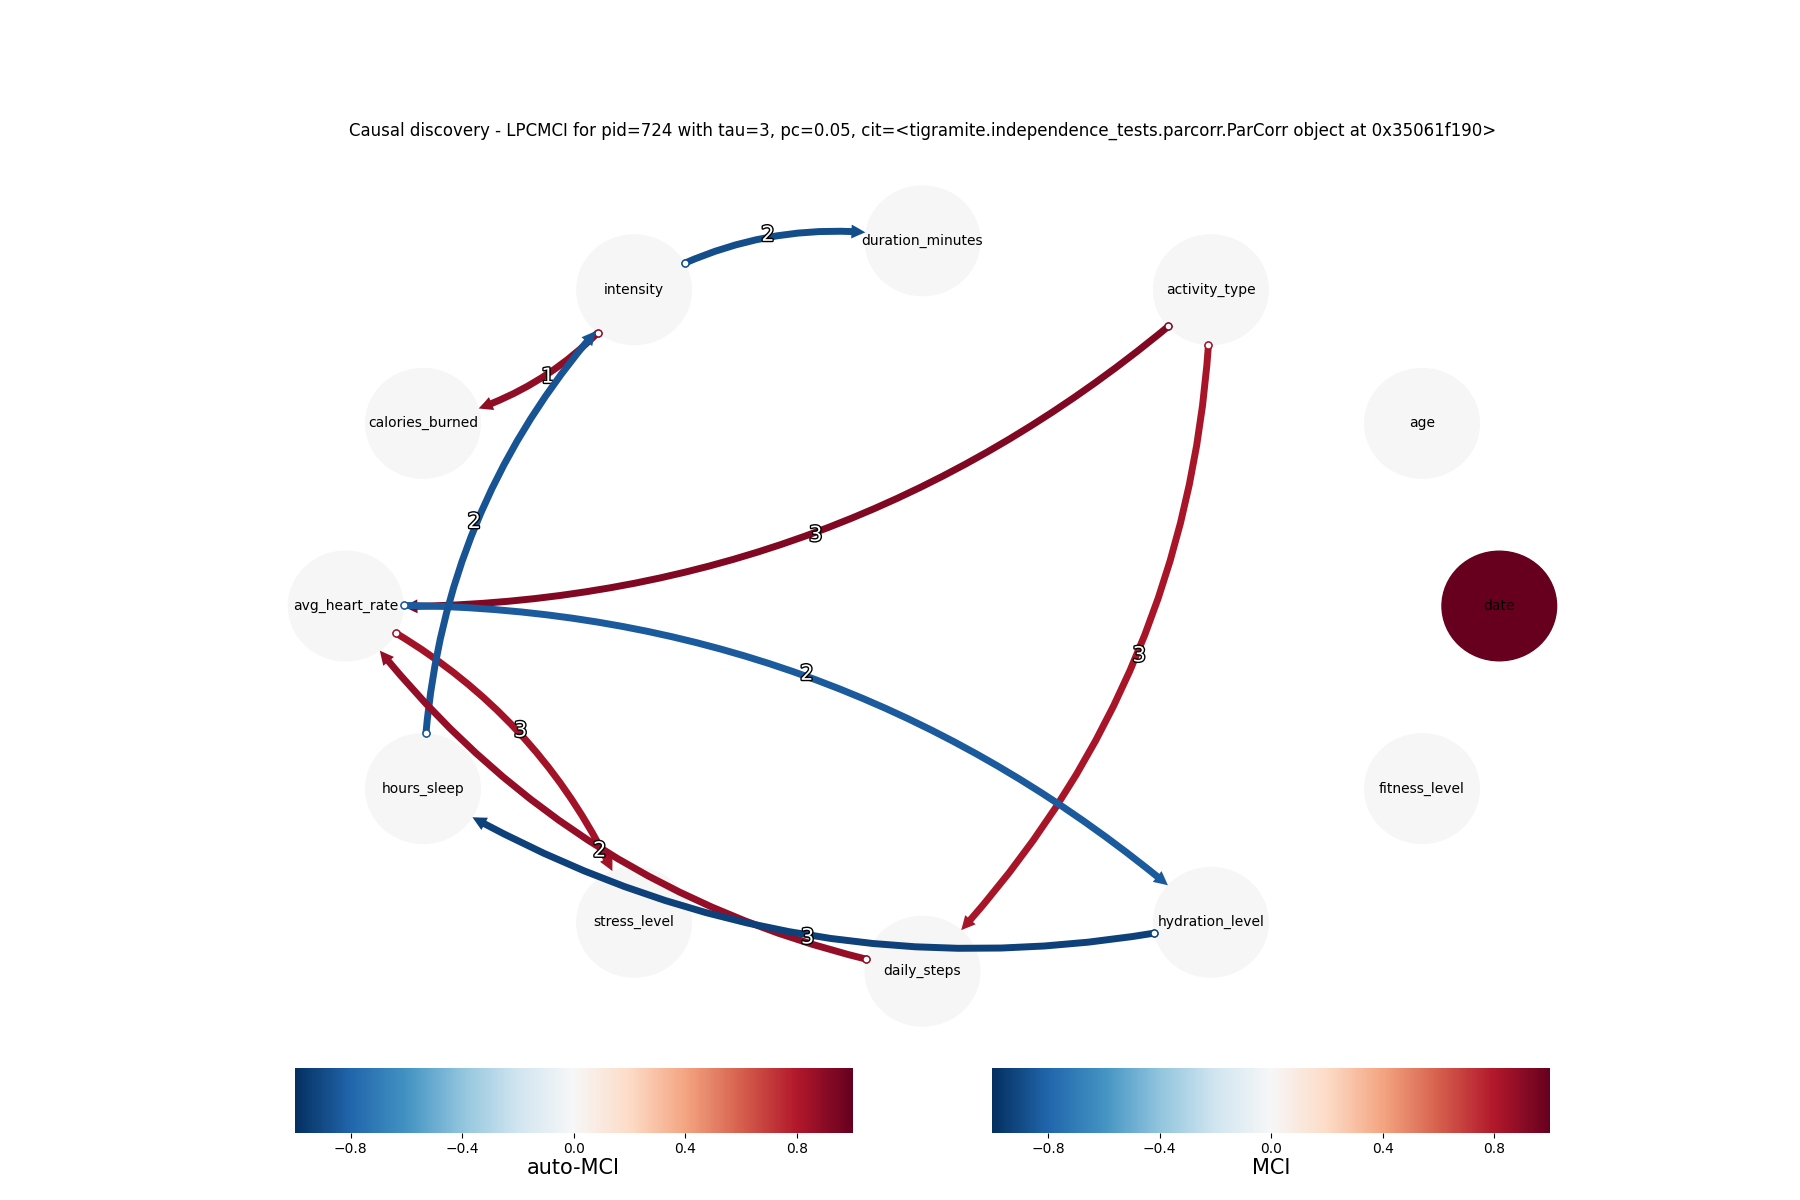 Causal discovery - LPCMCI for pid=724 with tau=3, pc=0.05, cit=<tigramite.independence_tests.parcorr.ParCorr object at 0x35061f190>
duration_minutes
2
intensity
activity_type
1
calories_burned
age
2
3
avg_heart_rate
date
3
2
3
hours_sleep
fitness_level
2
stress_level
hydration_level
3
daily_steps
−0.8 −0.4 0.0 0.4 0.8
auto-MCI
−0.8 −0.4 0.0 0.4 0.8
MCI